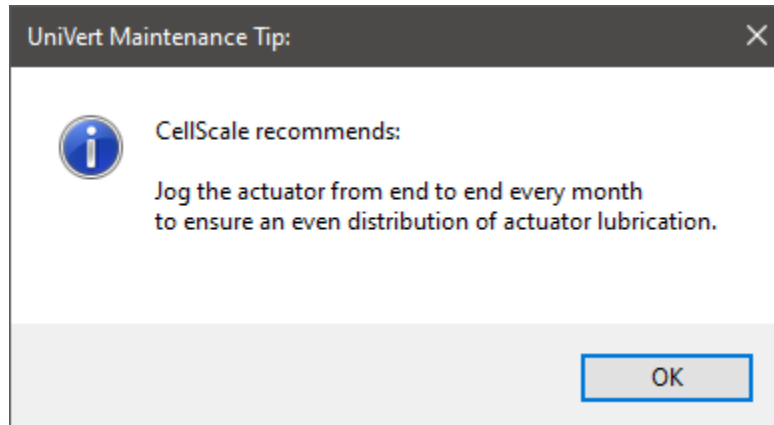 UniVert Maintenance Tip:
CellScale recommends:
Jog the actuator from end to end every month
to ensure an even distribution of actuator lubrication.
OK